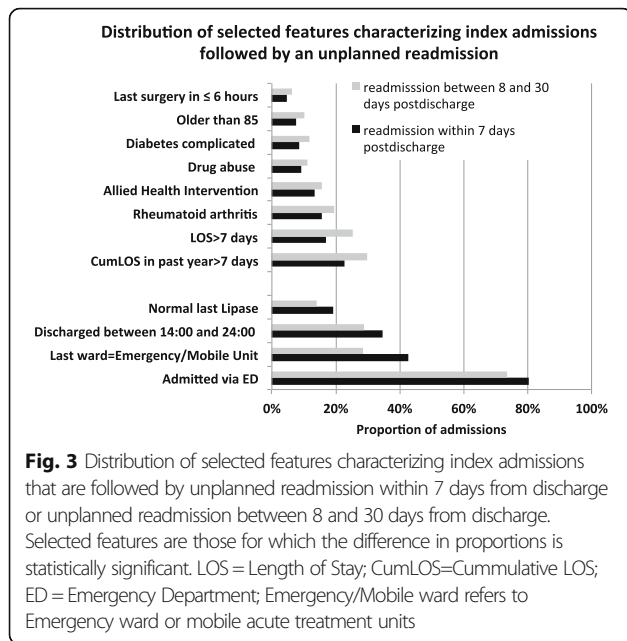 Distribution of selected features characterizing index admissions
followed by an unplanned readmission
readmisssion between 8 and 30
days postdischarge
readmission within 7 days
postdischarge
Last surgery in ≤ 6 hours
Older than 85
Diabetes complicated
Drug abuse
Allied Health Intervention
Rheumatoid arthritis
LOS>7 days
CumLOS in past year>7 days
Normal last Lipase
Discharged between 14:00 and 24:00
Last ward=Emergency/Mobile Unit
Admitted via ED
0% 20% 40% 60% 80% 100%
Proportion of admissions
Fig. 3 Distribution of selected features characterizing index admissions
that are followed by unplanned readmission within 7 days from discharge
or unplanned readmission between 8 and 30 days from discharge.
Selected features are those for which the difference in proportions is
statistically significant. LOS = Length of Stay; CumLOS=Cummulative LOS;
ED = Emergency Department; Emergency/Mobile ward refers to
Emergency ward or mobile acute treatment units